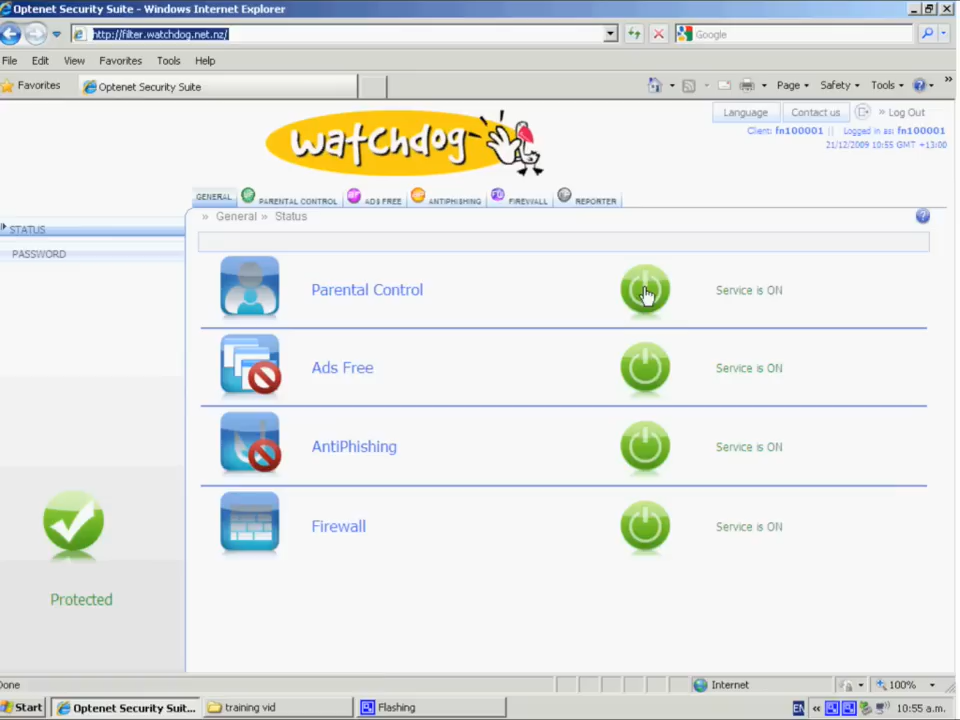 Optenet Security Suite - Windows Internet Explorer
http://filter.watchdog.net.nz/
Google
File Edit View Favorites Tools Help
Favorites
Optenet Security Suite
Page Safety Tools
Language Contact us » Log Out
Client: fn100001 || Logged in as: fn100001
21/12/2009 10:55 GMT +13:00
watchdog
GENERAL PARENTAL CONTROL ADS FREE ANTIPHISHING FIREWALL REPORTER
STATUS
PASSWORD
» General » Status
Parental Control Service is ON
Ads Free Service is ON
AntiPhishing Service is ON
Firewall Service is ON
Protected
Done
Internet
100%
Start
Optenet Security Suit...
training vid
Flashing
EN
10:55 a.m.